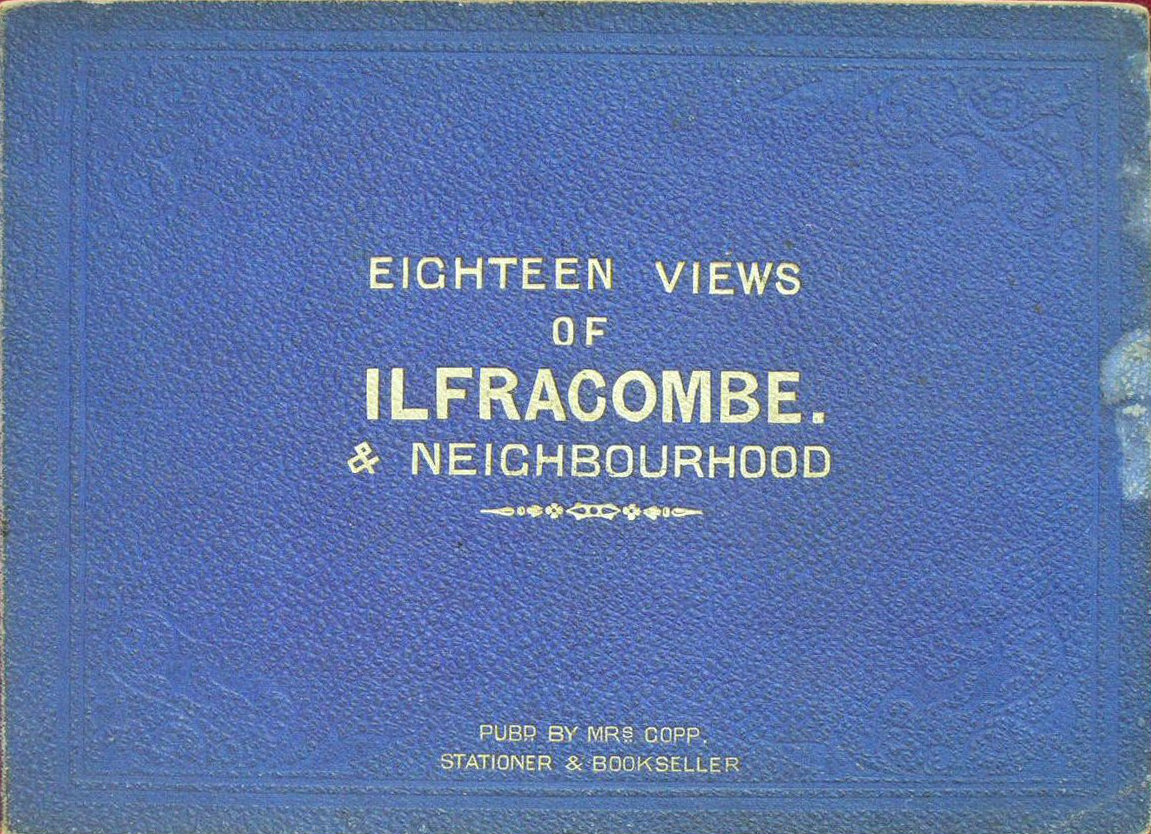 EIGHTEEN VIEWS
OF
ILFRACOMBE.
& NEIGHBOURHOOD
PUBD BY MRS COPP.
STATIONER & BOOKSELLER